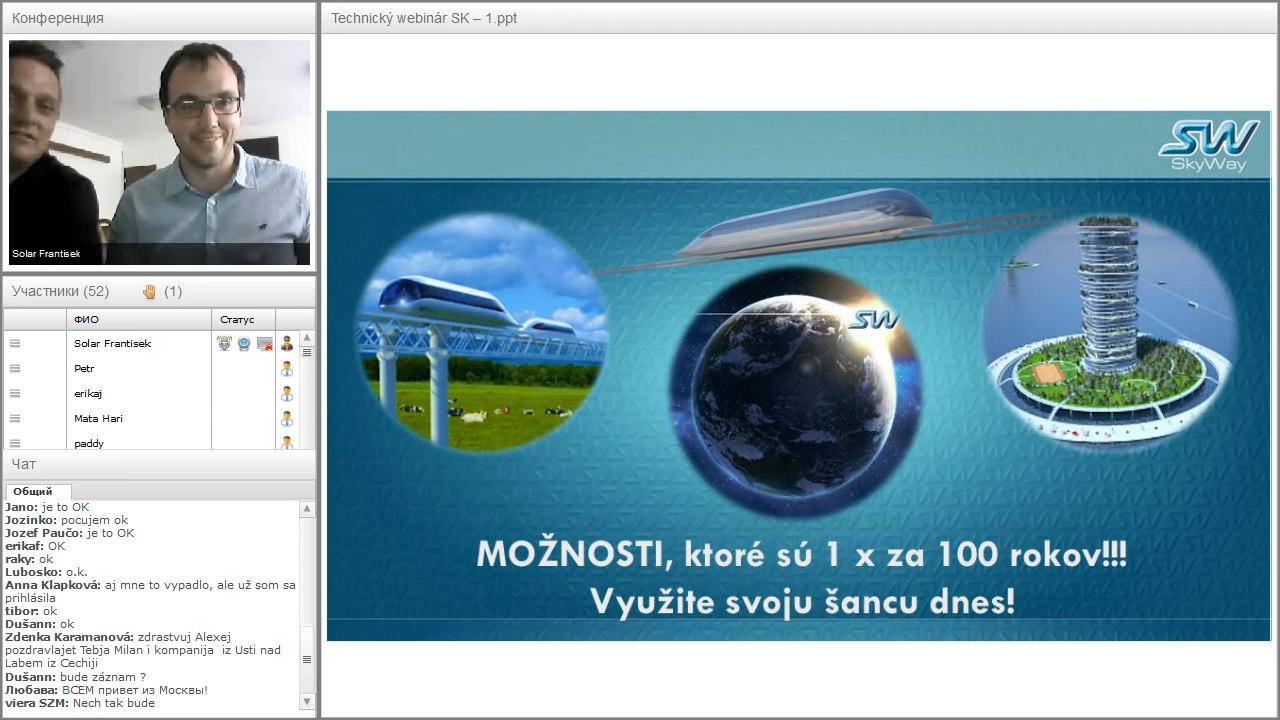 Конференция
Solar Frantisek
Участники (52) (1)
ФИО Статус
Solar Frantisek
Petr
erikaj
Mata Hari
paddy
Чат
Общий
Jano: je to OK
Jozinko: pocujem ok
Jozef Paučo: je to OK
erikaf: OK
raky: ok
Lubosko: o.k.
Anna Klapková: aj mne to vypadlo, ale už som sa
prihlásila
tibor: ok
Dušann: ok
Zdenka Karamanová: zdrastvuj Alexej
pozdravlajet Tebja Milan i kompanija iz Usti nad
Labem iz Cechiji
Dušann: bude záznam ?
Любава: ВСЕМ привет из Москвы!
viera SZM: Nech tak bude
Technický webinár SK – 1.ppt
SW
SkyWay
SW
MOŽNOSTI, ktoré sú 1 x za 100 rokov!!!
Využite svoju šancu dnes!